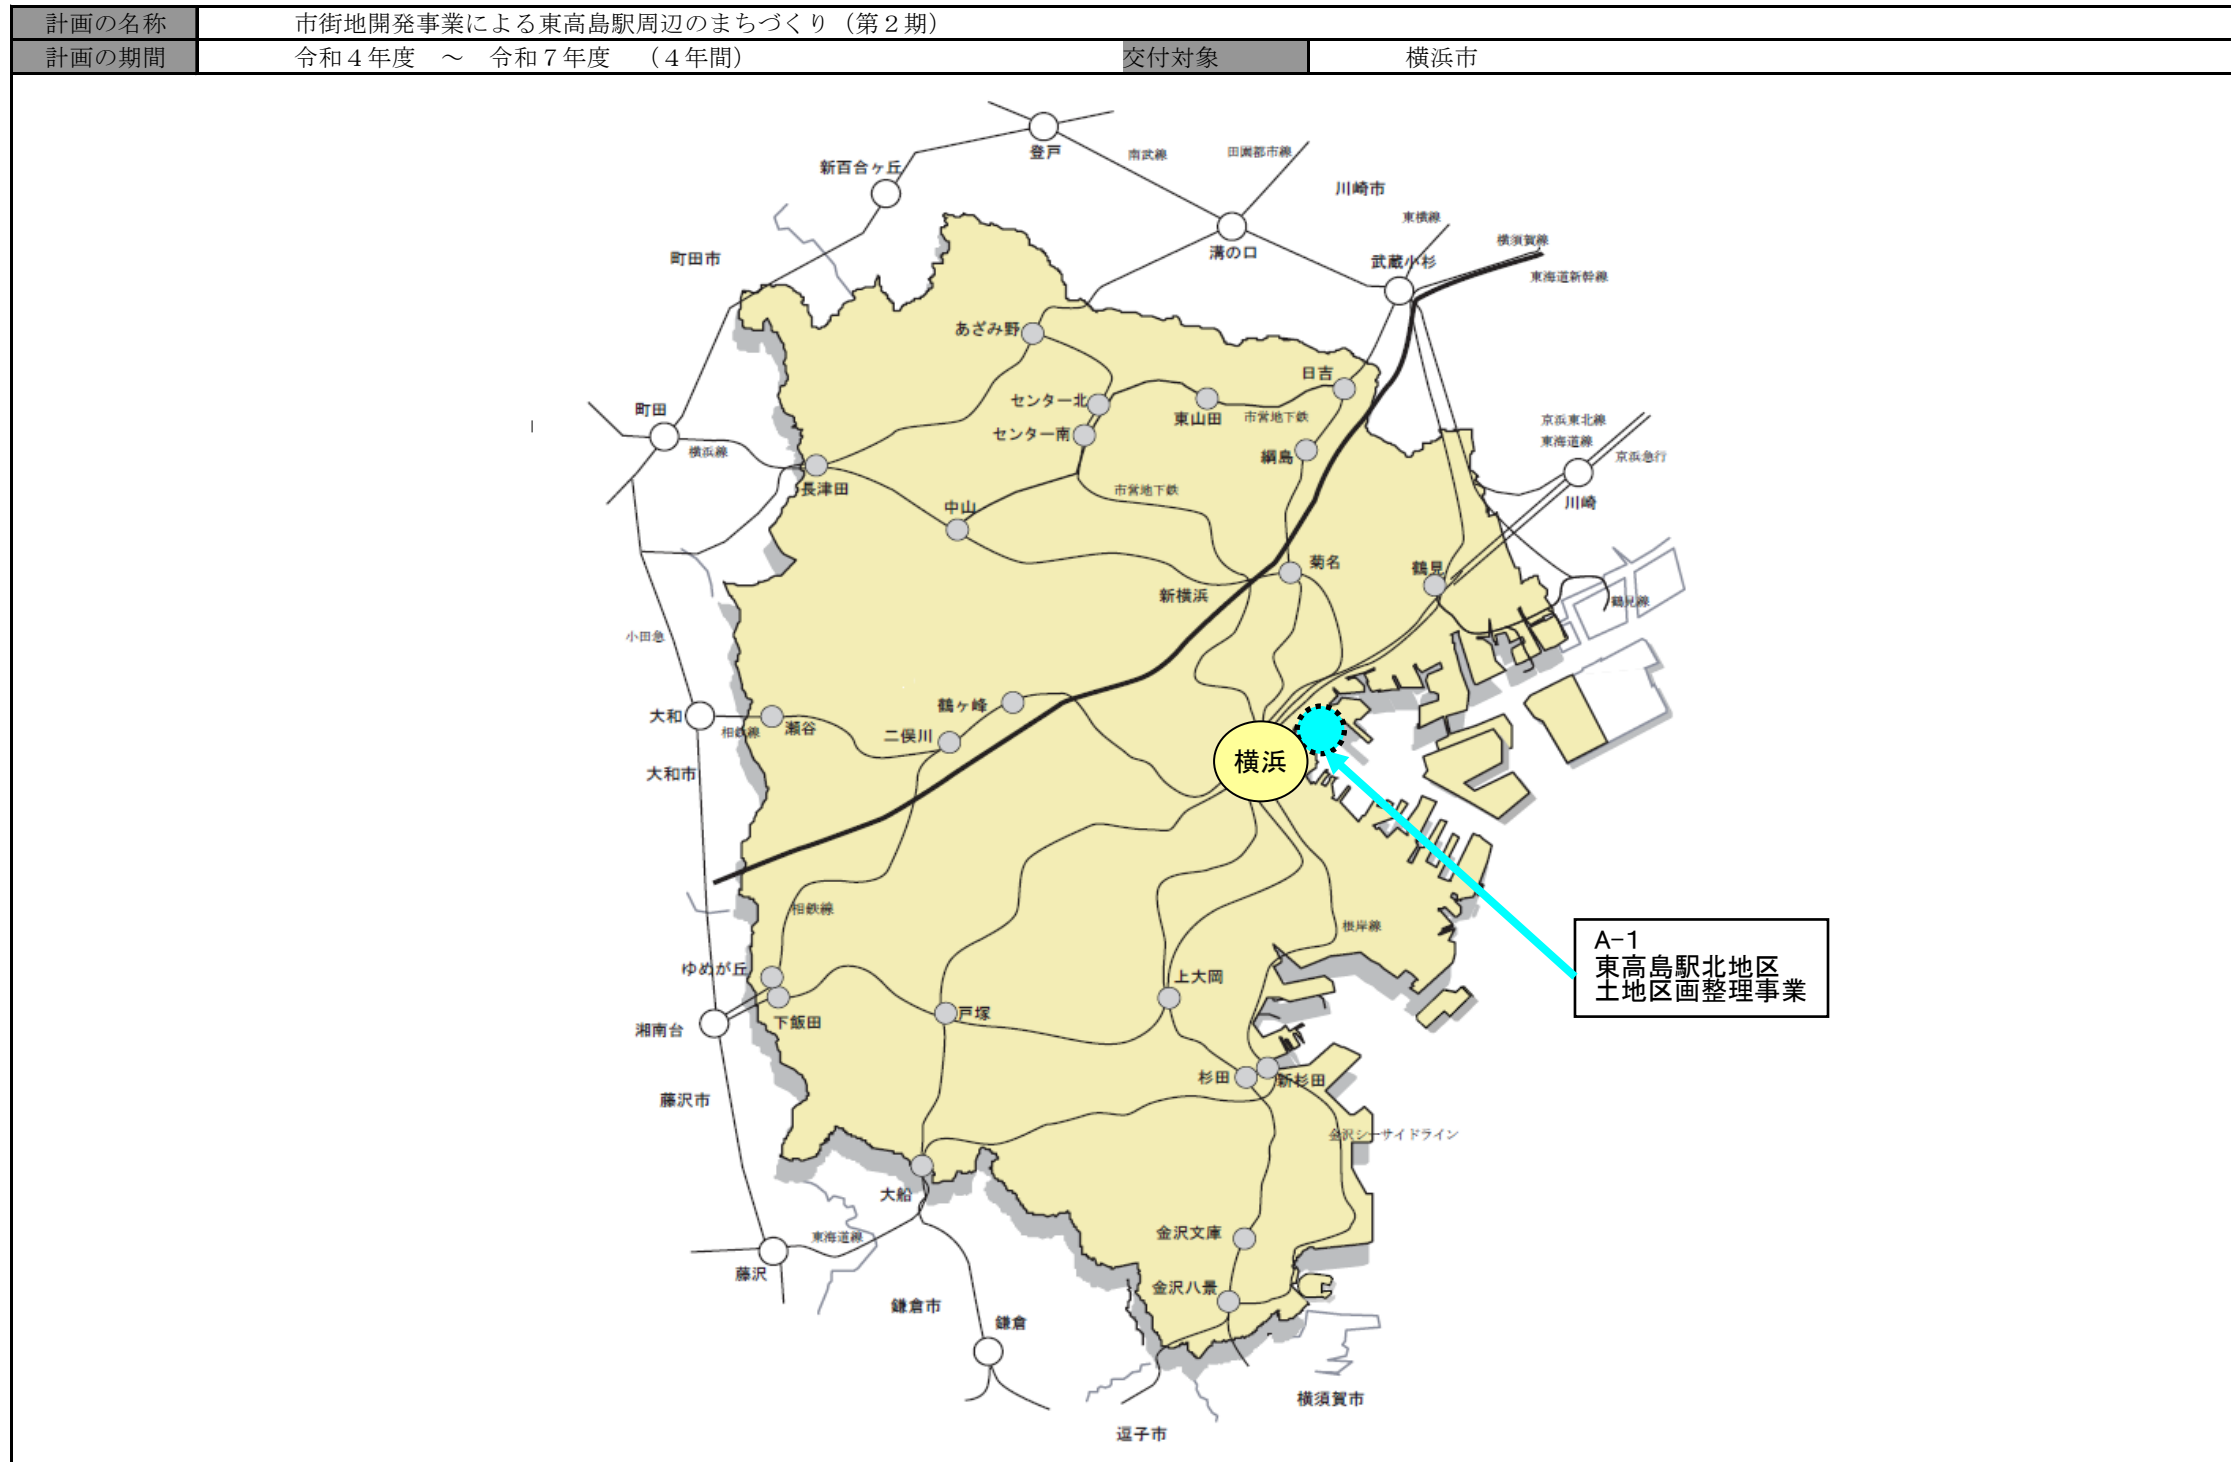 計画の名称 市街地開発事業による東高島駅周辺のまちづくり（第２期）
計画の期間 令和４年度 ～ 令和７年度 （４年間） 交付対象 横浜市
登戸
南武線
田園都市線
新百合ヶ丘
川崎市
東横線
横須賀線
溝の口
町田市
武蔵小杉
東海道新幹線
あざみ野
日吉
センター北
町田
東山田
市営地下鉄
京浜東北線
センター南
東海道線
横浜線
綱島
京浜急行
長津田
市営地下鉄
川崎
中山
菊名
鶴見
新横浜
鶴見線
小田急
鶴ヶ峰
大和
瀬谷
相鉄線
二俣川
横浜
大和市
相鉄線
根岸線
A-1
東高島駅北地区
土地区画整理事業
ゆめが丘
上大岡
戸塚
下飯田
湘南台
杉田
新杉田
藤沢市
金沢シーサイドライン
大船
東海道線
金沢文庫
藤沢
金沢八景
鎌倉市
鎌倉
横須賀市
逗子市